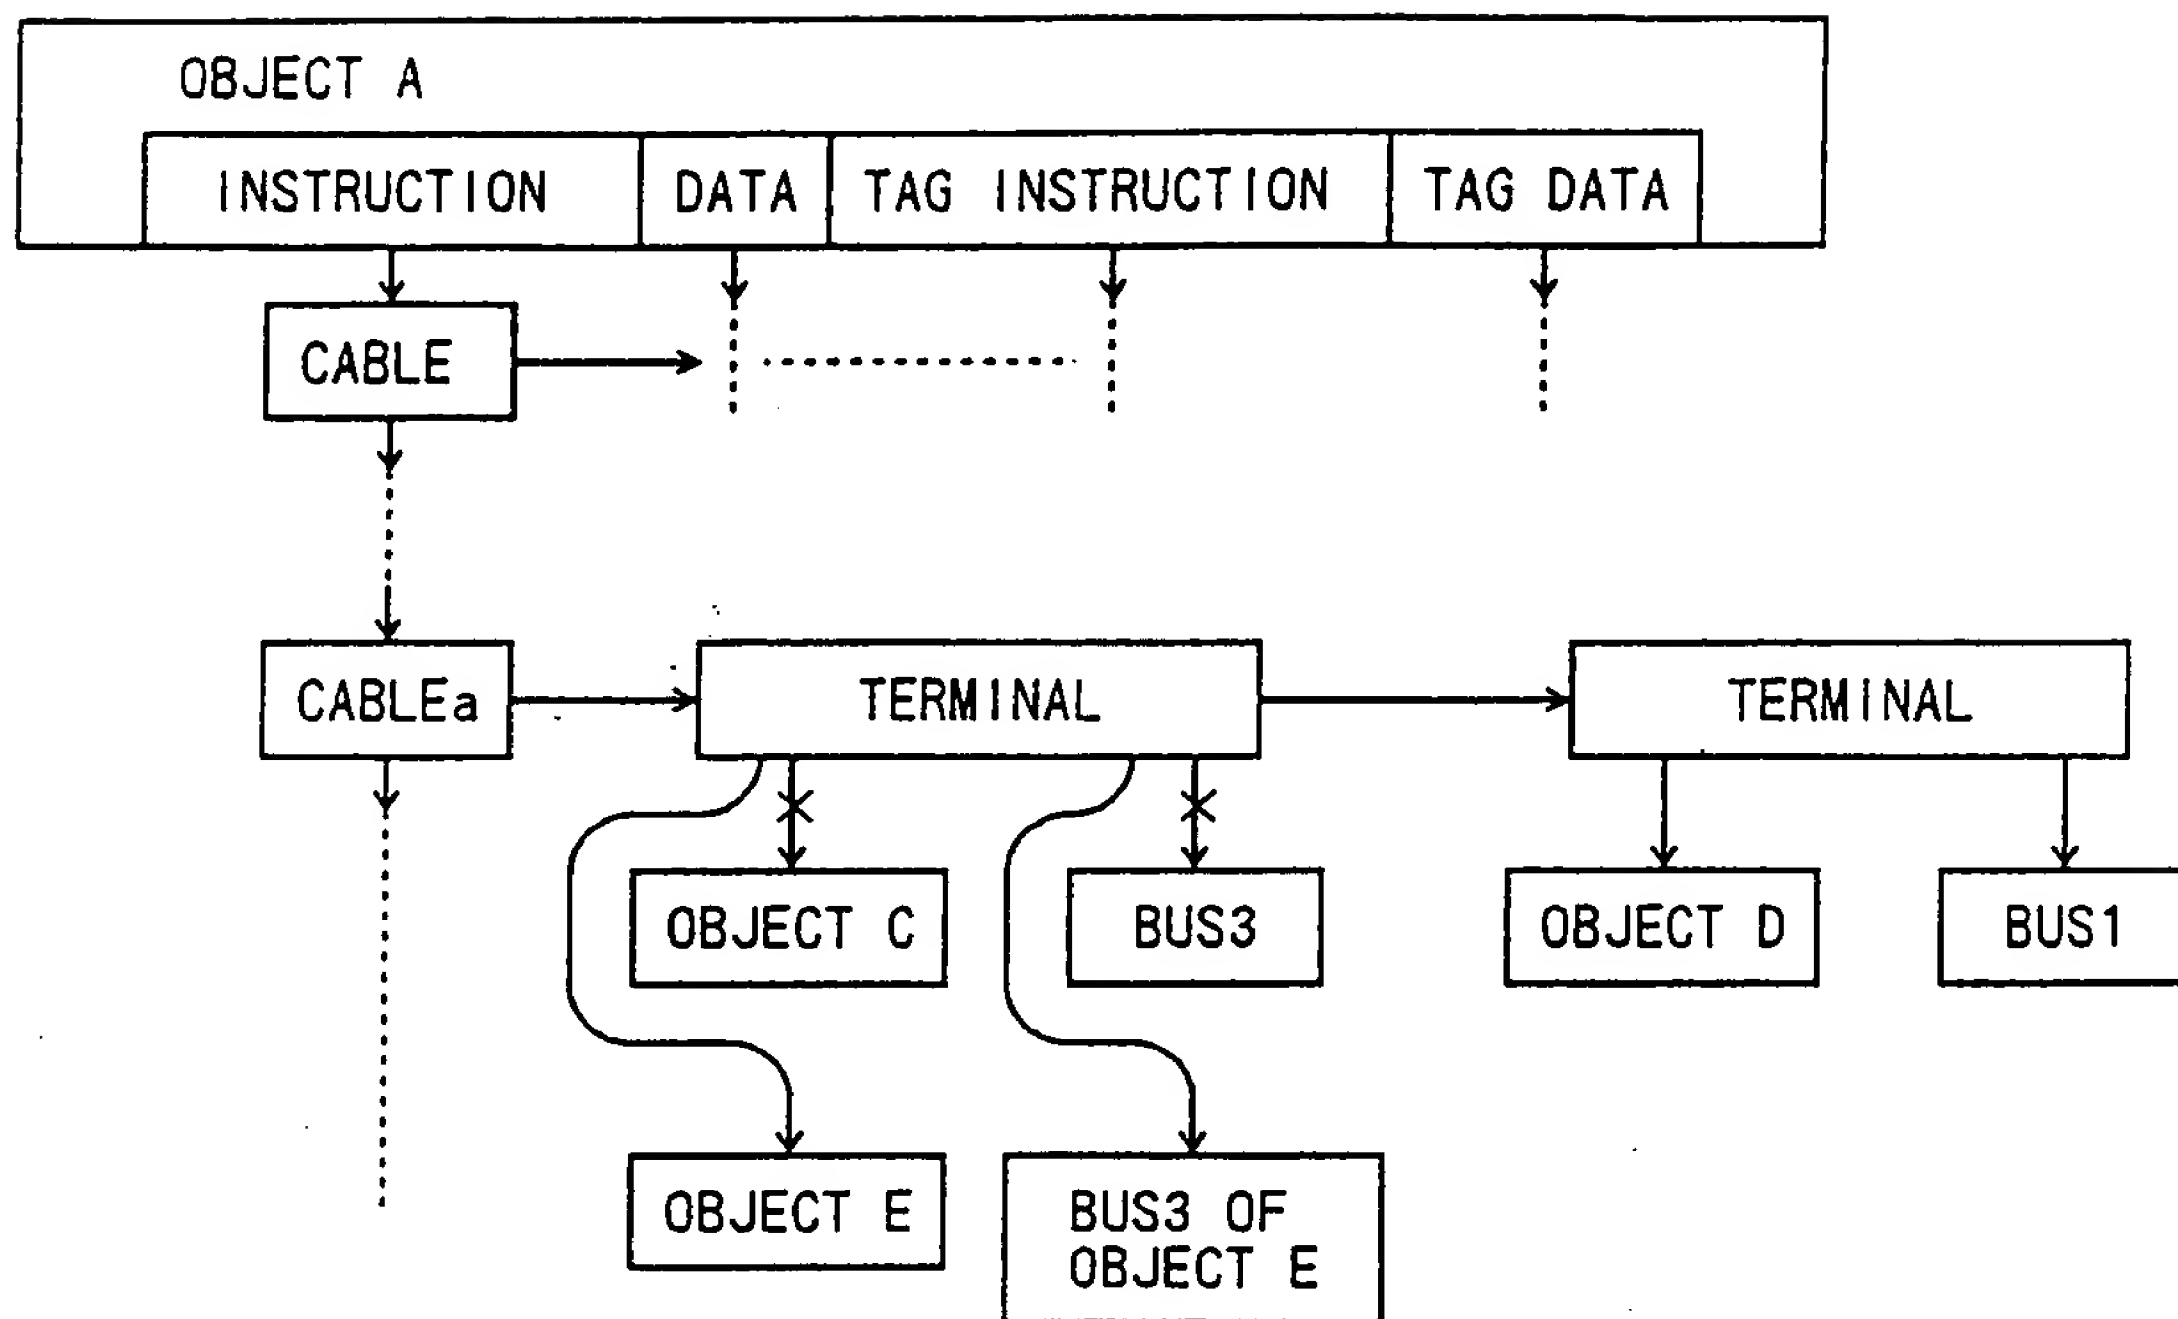 OBJECT A
INSTRUCTION
DATA
TAG INSTRUCTION
TAG DATA
CABLE
CABLEa
TERMINAL
TERMINAL
OBJECT C
BUS3
OBJECT D
BUS1
OBJECT E
BUS3 OF
OBJECT E